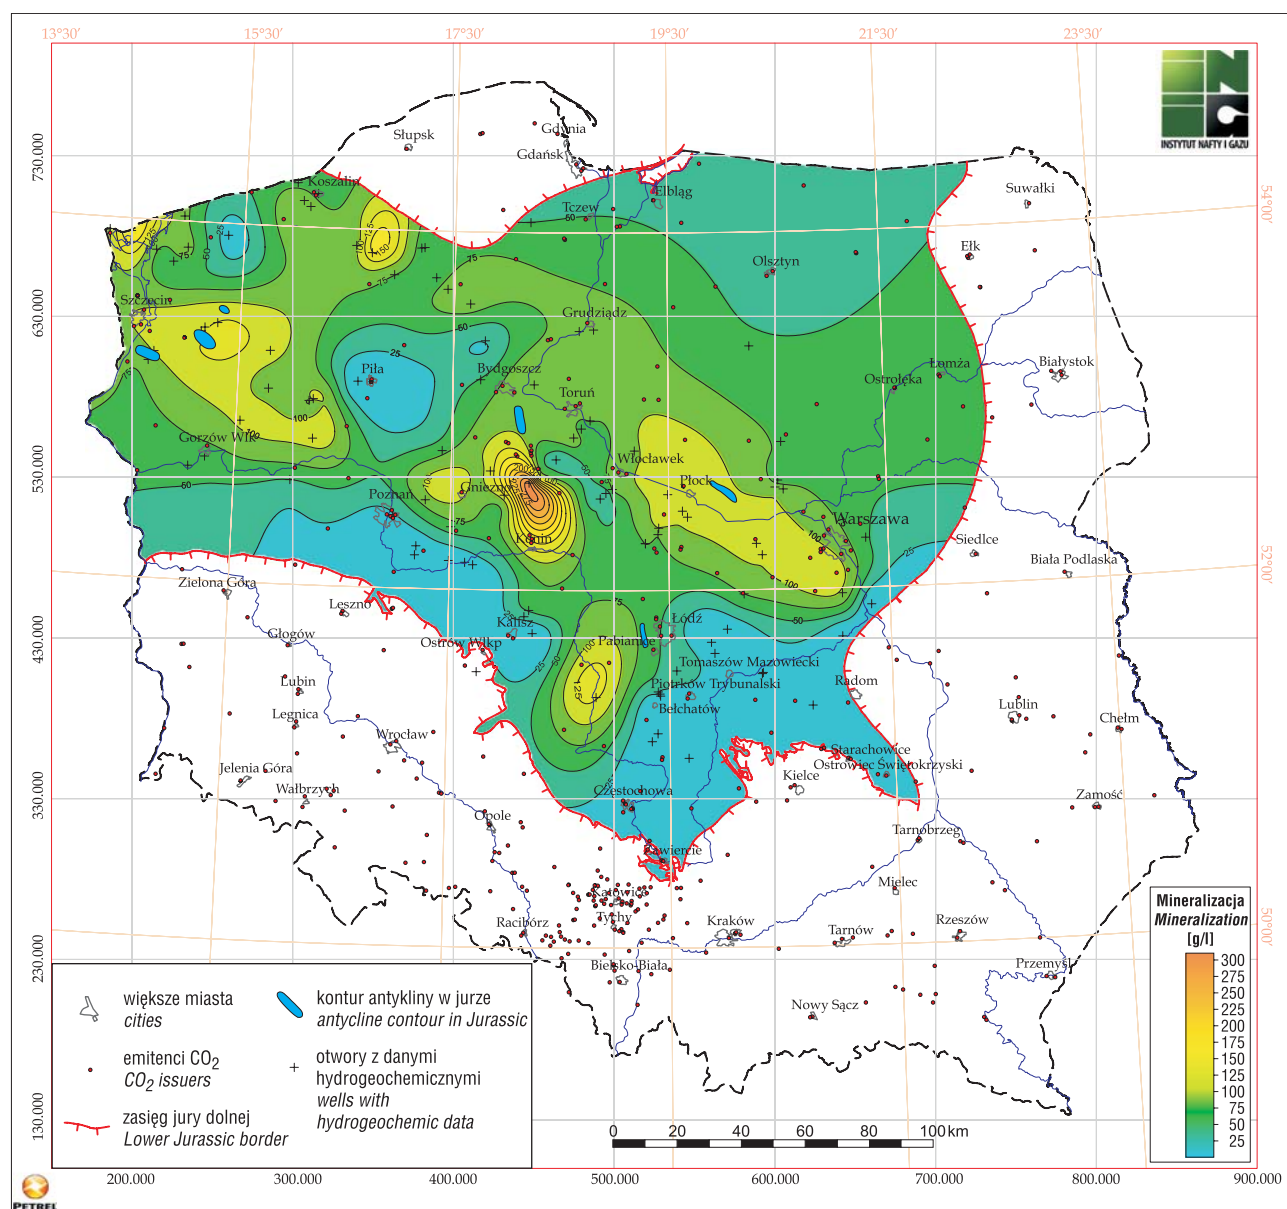 13°30'
15°30'
17°30'
19°30'
21°30'
23°30'
INSTYTUT NAFTY I GAZU
730.000
630.000
530.000
430.000
330.000
230.000
130.000
54°00'
52°00'
50°00'
Gdynia
Słupsk
Gdańsk
Koszalin
Elbląg
Suwałki
Tczew
Ełk
Olsztyn
Szczecin
Grudziądz
Piła
Bydgoszcz
Łomża
Białystok
Ostrołęka
Toruń
Gorzów Wlk
Włocławek
Poznań
Gniezno
Płock
Warszawa
Konin
Siedlce
Biała Podlaska
Zielona Góra
Leszno
Kalisz
Łódź
Głogów
Ostrów Wlkp
Pabianice
Tomaszów Mazowiecki
Lubin
Piotrków Trybunalski
Radom
Bełchatów
Lublin
Legnica
Chełm
Wrocław
Starachowice
Ostrowiec Świętokrzyski
Jelenia Góra
Kielce
Wałbrzych
Częstochowa
Zamość
Opole
Tarnobrzeg
Zawiercie
Mielec
Katowice
Tychy
Racibórz
Kraków
Tarnów
Rzeszów
Bielsko-Biała
Przemyśl
Nowy Sącz
Mineralizacja
Mineralization
[g/l]
300
275
250
225
200
175
150
125
100
75
50
25
większe miasta
cities
emitenci CO2
CO2 issuers
zasięg jury dolnej
Lower Jurassic border
kontur antykliny w jurze
antycline contour in Jurassic
otwory z danymi
hydrogeochemicznymi
wells with
hydrogeochemic data
0 20 40 60 80 100 km
200.000 300.000 400.000 500.000 600.000 700.000 800.000 900.000
PETREL